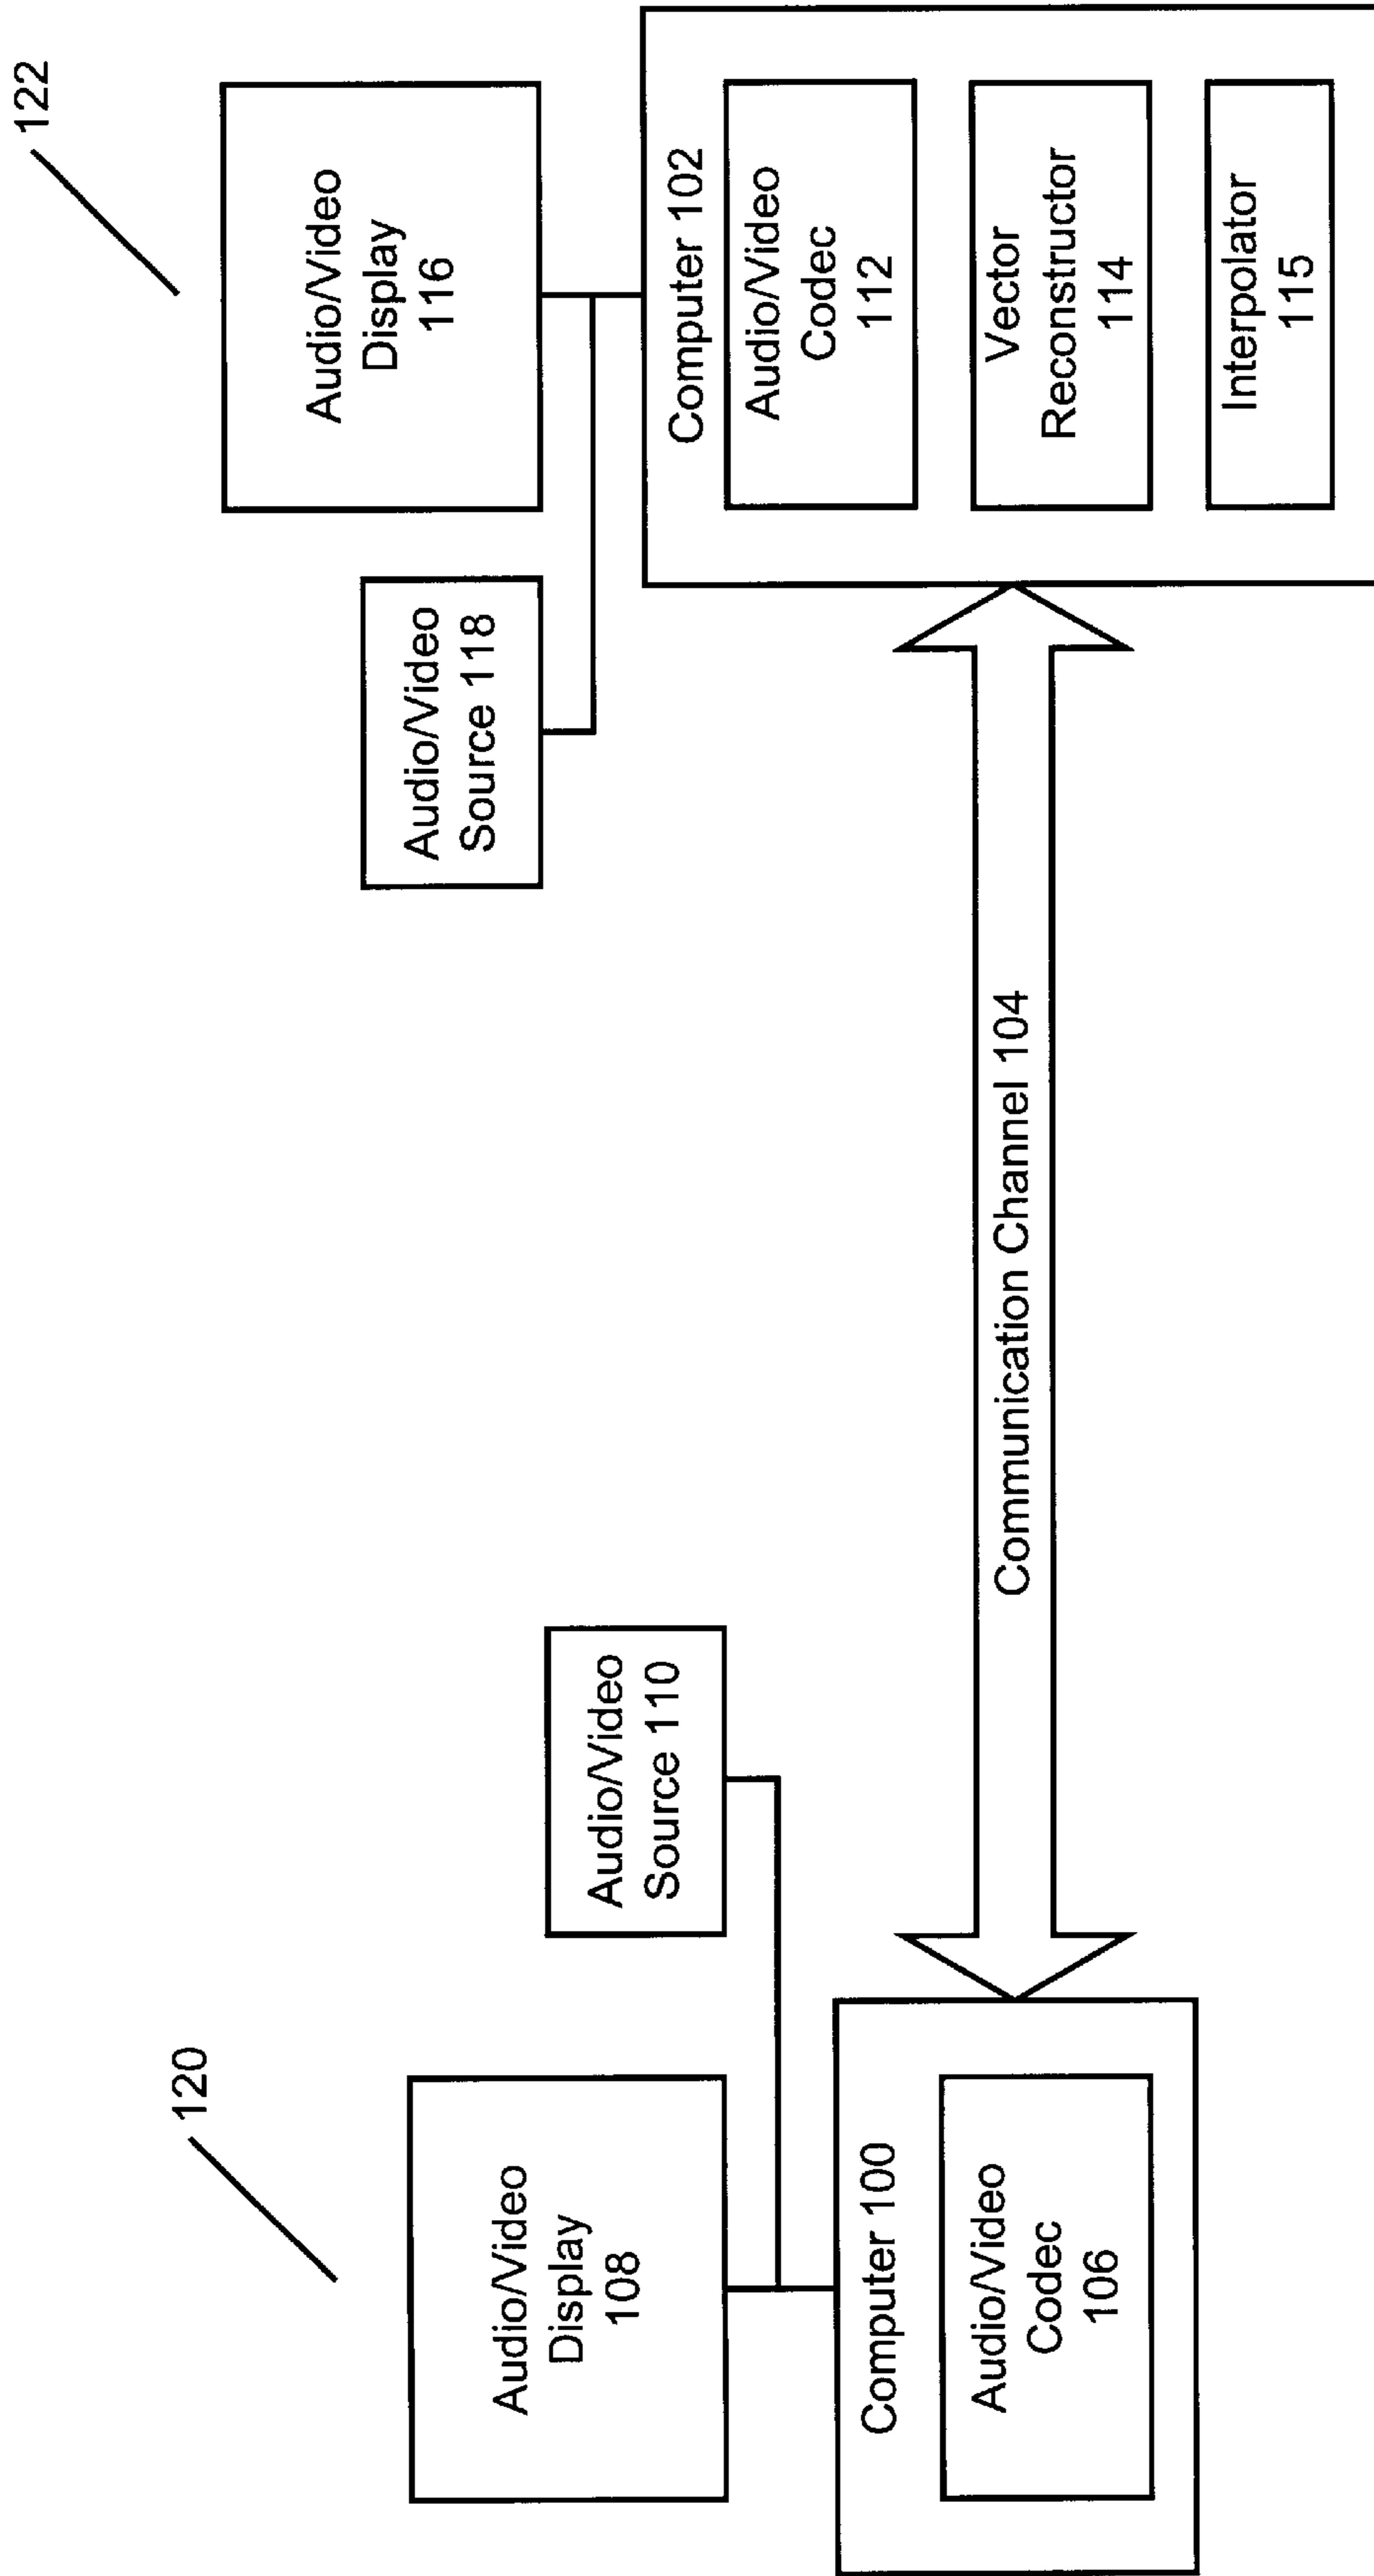 120
Audio/Video
Display
108
Audio/Video
Source 110
Computer 100
Audio/Video
Codec
106
Communication Channel 104
122
Audio/Video
Display
116
Audio/Video
Source 118
Computer 102
Audio/Video
Codec
112
Vector
Reconstructor
114
Interpolator
115